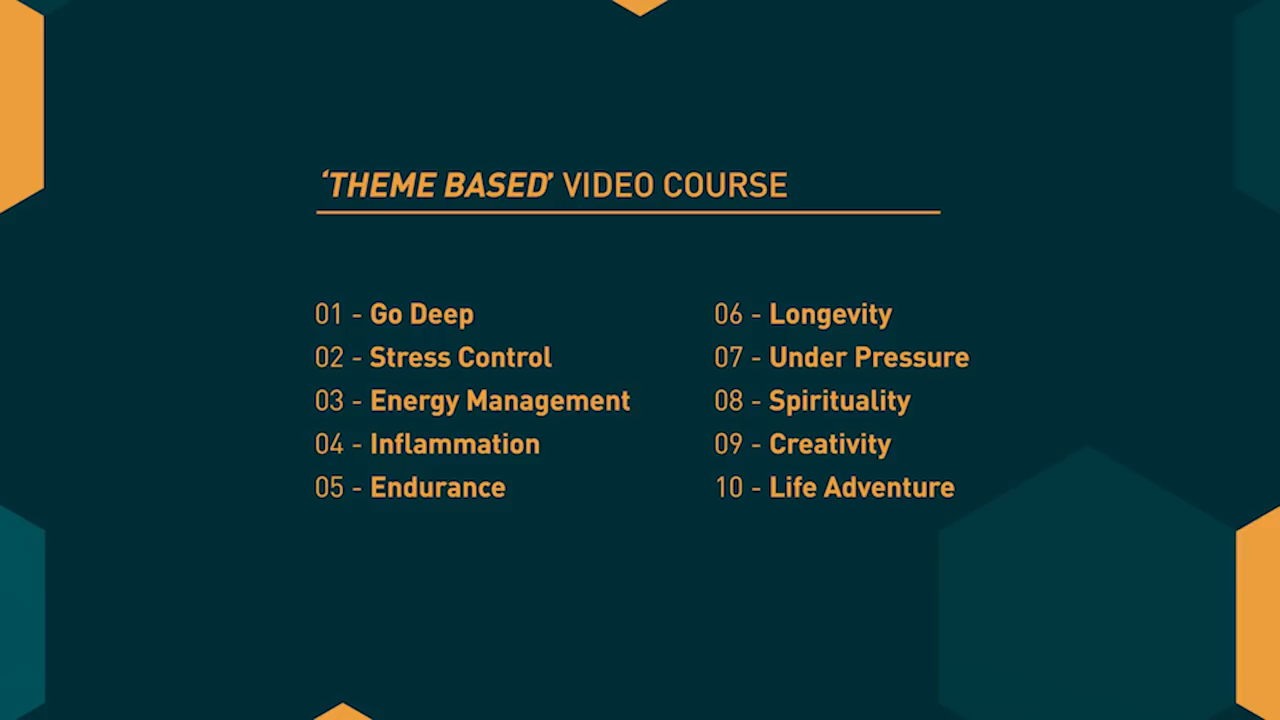 ‘THEME BASED’ VIDEO COURSE
01 - Go Deep
02 - Stress Control
03 - Energy Management
04 - Inflammation
05 - Endurance
06 - Longevity
07 - Under Pressure
08 - Spirituality
09 - Creativity
10 - Life Adventure